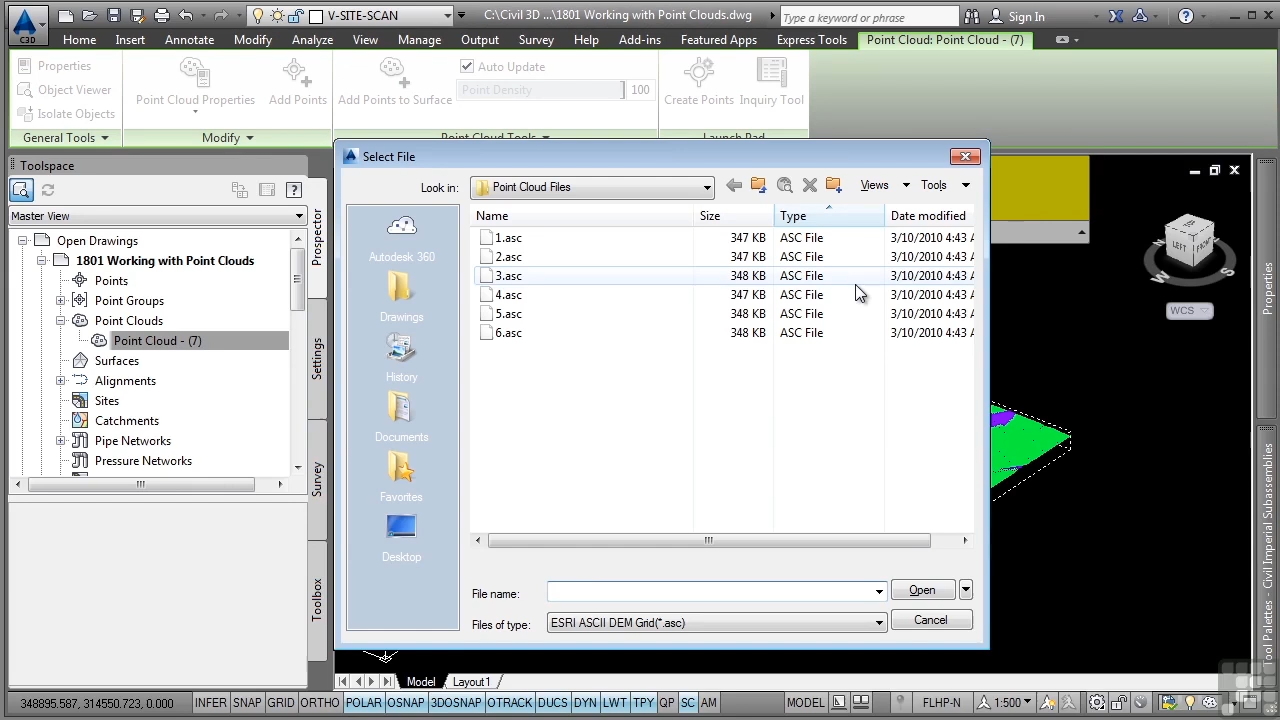 V-SITE-SCAN
C:\Civil 3D ...\1801 Working with Point Clouds.dwg
Type a keyword or phrase
Sign In
C3D
Home Insert Annotate Modify Analyze View Manage Output Survey Help Add-ins Featured Apps Express Tools Point Cloud: Point Cloud - (7)
Properties
Object Viewer
Isolate Objects
Point Cloud Properties
Add Points
Add Points to Surface
Auto Update
Point Density 100
Create Points
Inquiry Tool
General Tools
Modify
Point Cloud Tools
Launch Pad
Toolspace
Master View
Open Drawings
1801 Working with Point Clouds
Points
Point Groups
Point Clouds
Point Cloud - (7)
Surfaces
Alignments
Sites
Catchments
Pipe Networks
Pressure Networks
Prospector
Settings
Survey
Toolbox
Select File
Look in: Point Cloud Files
Views
Tools
Autodesk 360
Drawings
History
Documents
Favorites
Desktop
Name Size Type Date modified
1.asc 347 KB ASC File 3/10/2010 4:43 A
2.asc 347 KB ASC File 3/10/2010 4:43 A
3.asc 348 KB ASC File 3/10/2010 4:43 A
4.asc 347 KB ASC File 3/10/2010 4:43 A
5.asc 348 KB ASC File 3/10/2010 4:43 A
6.asc 348 KB ASC File 3/10/2010 4:43 A
File name:
Open
Files of type: ESRI ASCII DEM Grid(*.asc)
Cancel
LEFT
FRONT
N
W
S
WCS
Properties
Tool Palettes - Civil Imperial Subassemblies
Model
Layout1
348895.587, 314550.723, 0.000
INFER SNAP GRID ORTHO POLAR OSNAP 3DOSNAP OTRACK DUCS DYN LWT TPY QP SC AM
MODEL
FLHP-N
1:500